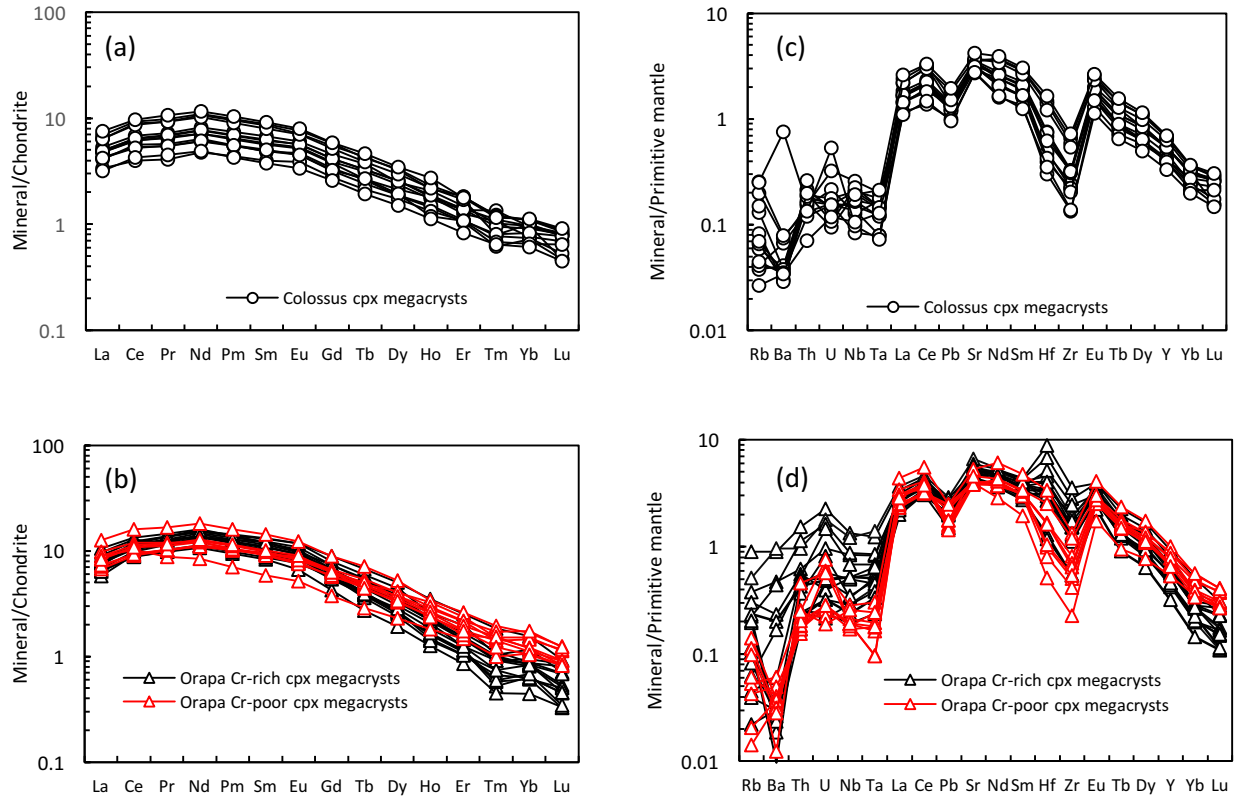 (a)
100
10
1
0.1
Mineral/Chondrite
Colossus cpx megacrysts
La Ce Pr Nd Pm Sm Eu Gd Tb Dy Ho Er Tm Yb Lu
(c)
10
1
0.1
0.01
Mineral/Primitive mantle
Colossus cpx megacrysts
Rb Ba Th U Nb Ta La Ce Pb Sr Nd Sm Hf Zr Eu Tb Dy Y Yb Lu
(b)
100
10
1
0.1
Mineral/Chondrite
Orapa Cr-rich cpx megacrysts
Orapa Cr-poor cpx megacrysts
La Ce Pr Nd Pm Sm Eu Gd Tb Dy Ho Er Tm Yb Lu
(d)
10
1
0.1
0.01
Mineral/Primitive mantle
Orapa Cr-rich cpx megacrysts
Orapa Cr-poor cpx megacrysts
Rb Ba Th U Nb Ta La Ce Pb Sr Nd Sm Hf Zr Eu Tb Dy Y Yb Lu